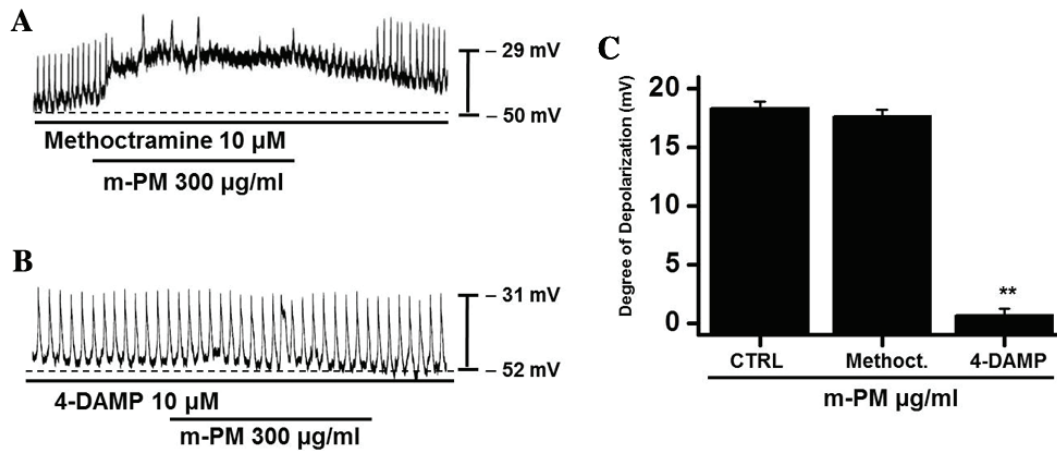 A
– 29 mV
– 50 mV
Methoctramine 10 µM
m-PM 300 µg/ml
B
– 31 mV
– 52 mV
4-DAMP 10 µM
m-PM 300 µg/ml
C
Degree of Depolarization (mV)
20
15
10
5
0
**
CTRL Methoct. 4-DAMP
m-PM µg/ml